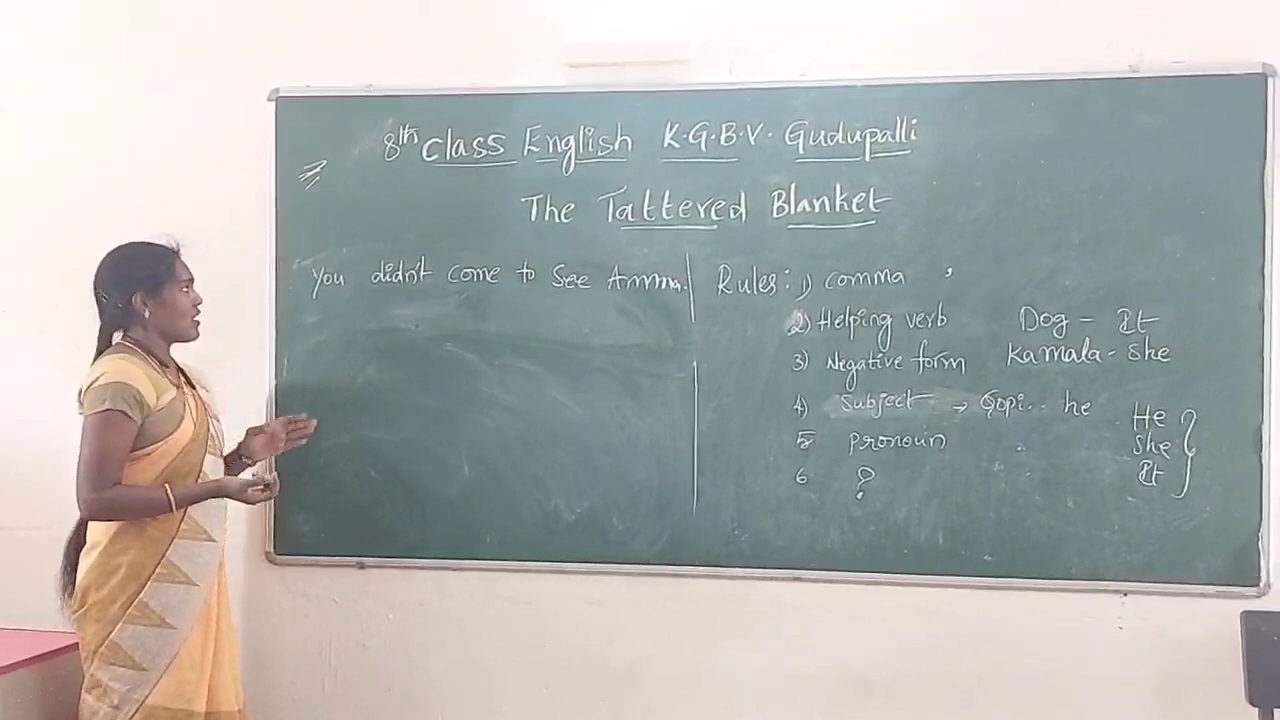 8th class English K.G.B.V. Gudupalli
The Tattered Blanket
You didn't come to see Amma.
Rules: 1) comma ,
2) Helping verb
3) Negative form
4) Subject → Gopi.. he
5 pronoun
6 ?
Dog - It
Kamala - She
He
She
It